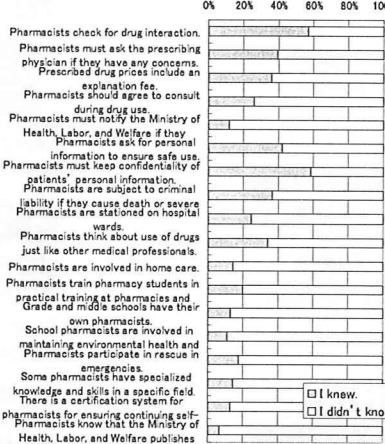 0% 20% 40% 60% 80% 100
Pharmacists check for drug interaction.
Pharmacists must ask the prescribing
physician if they have any concerns.
Prescribed drug prices include an
explanation fee.
Pharmacists should agree to consult
during drug use.
Pharmacists must notify the Ministry of
Health, Labor, and Welfare if they
Pharmacists ask for personal
information to ensure safe use.
Pharmacists must keep confidentiality of
patients' personal information.
Pharmacists are subject to criminal
liability if they cause death or severe
Pharmacists are stationed on hospital
wards.
Pharmacists think about use of drugs
just like other medical professionals.
Pharmacists are involved in home care.
Pharmacists train pharmacy students in
practical training at pharmacies and
Grade and middle schools have their
own pharmacists.
School pharmacists are involved in
maintaining environmental health and
Pharmacists participate in rescue in
emergencies.
Some pharmacists have specialized
knowledge and skills in a specific field.
There is a certification system for
pharmacists for ensuring continuing self-
Pharmacists know that the Ministry of
Health, Labor, and Welfare publishes
I knew.
I didn't kno